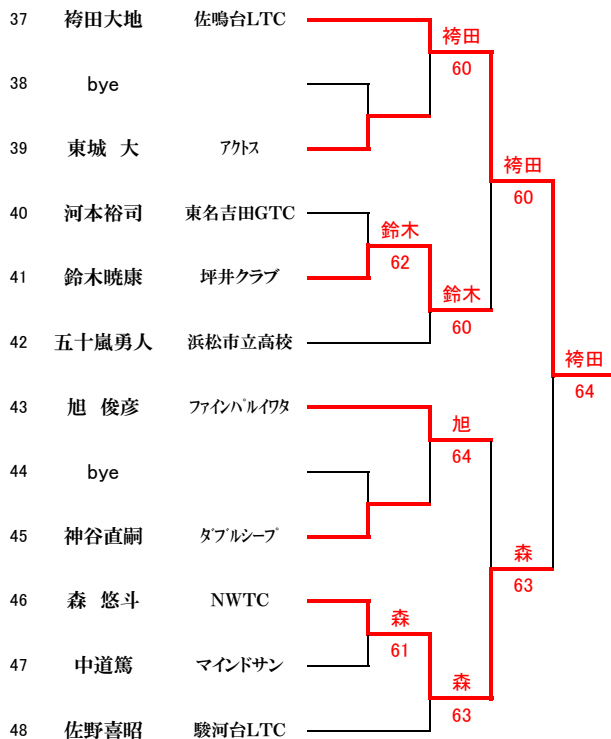 37 袴田大地 佐鳴台LTC
袴田
60
38 bye
39 東城 大 アクトス
袴田
60
40 河本裕司 東名吉田GTC
鈴木
62
41 鈴木暁康 坪井クラブ
鈴木
60
42 五十嵐勇人 浜松市立高校
袴田
64
43 旭 俊彦 ファインパルイワタ
旭
64
44 bye
45 神谷直嗣 ダブルシープ
森
63
46 森 悠斗 NWTC
森
61
47 中道篤 マインドサン
森
63
48 佐野喜昭 駿河台LTC